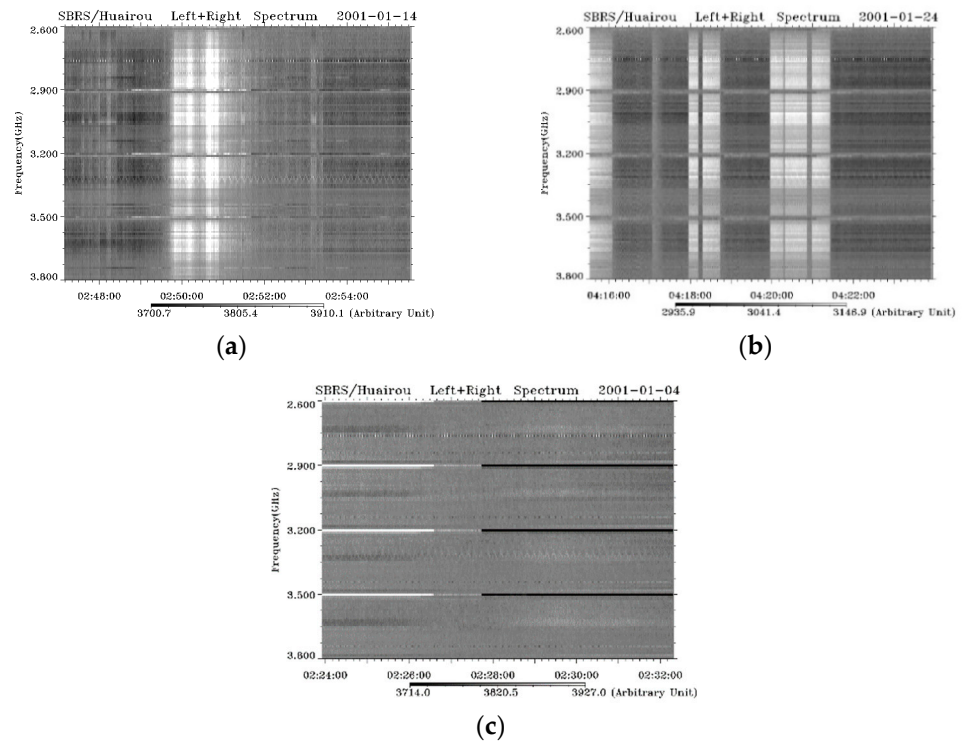 SBRS/Huairou Left+Right Spectrum 2001-01-14
2.600
2.900
3.200
3.500
3.800
Frequency(GHz)
02:48:00 02:50:00 02:52:00 02:54:00
3700.7 3805.4 3910.1 (Arbitrary Unit)
(a)
SBRS/Huairou Left+Right Spectrum 2001-01-24
2.600
2.900
3.200
3.500
3.800
Frequency(GHz)
04:16:00 04:18:00 04:20:00 04:22:00
2935.9 3041.4 3146.9 (Arbitrary Unit)
(b)
SBRS/Huairou Left+Right Spectrum 2001-01-04
2.600
2.900
3.200
3.500
3.800
Frequency(GHz)
02:24:00 02:26:00 02:28:00 02:30:00 02:32:00
3714.0 3820.5 3927.0 (Arbitrary Unit)
(c)